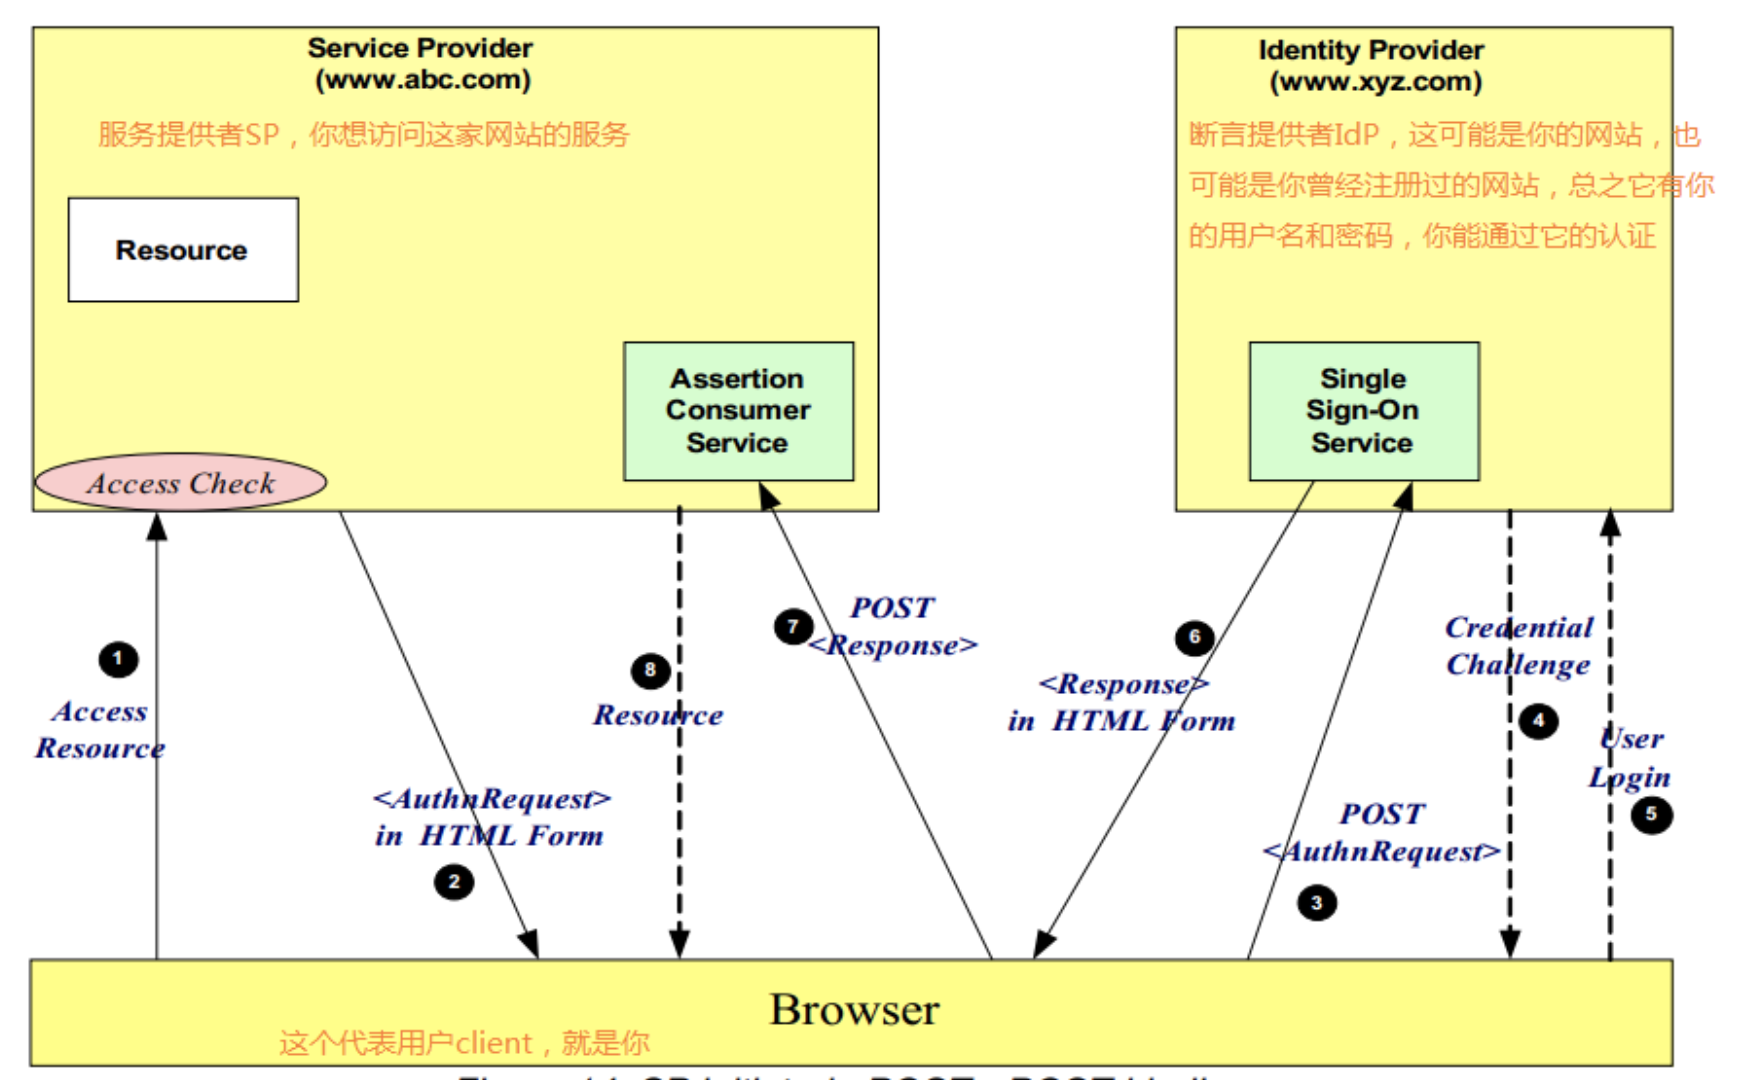 Service Provider
(www.abc.com)
服务提供者SP，你想访问这家网站的服务
Resource
Assertion
Consumer
Service
Access Check
Identity Provider
(www.xyz.com)
断言提供者IdP，这可能是你的网站，也
可能是你曾经注册过的网站，总之它有你
的用户名和密码，你能通过它的认证
Single
Sign-On
Service
1
Access
Resource
<AuthnRequest>
in HTML Form
2
8
Resource
7
POST
<Response>
6
<Response>
in HTML Form
POST
<AuthnRequest>
3
Credential
Challenge
4
User
Login
5
Browser
这个代表用户client，就是你